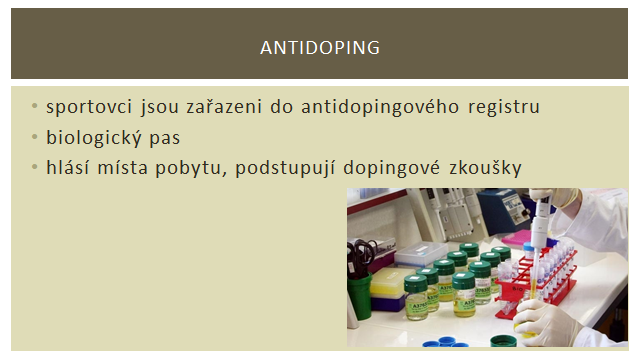 ANTIDOPING
• sportovci jsou zařazeni do antidopingového registru
• biologický pas
• hlásí místa pobytu, podstupují dopingové zkoušky